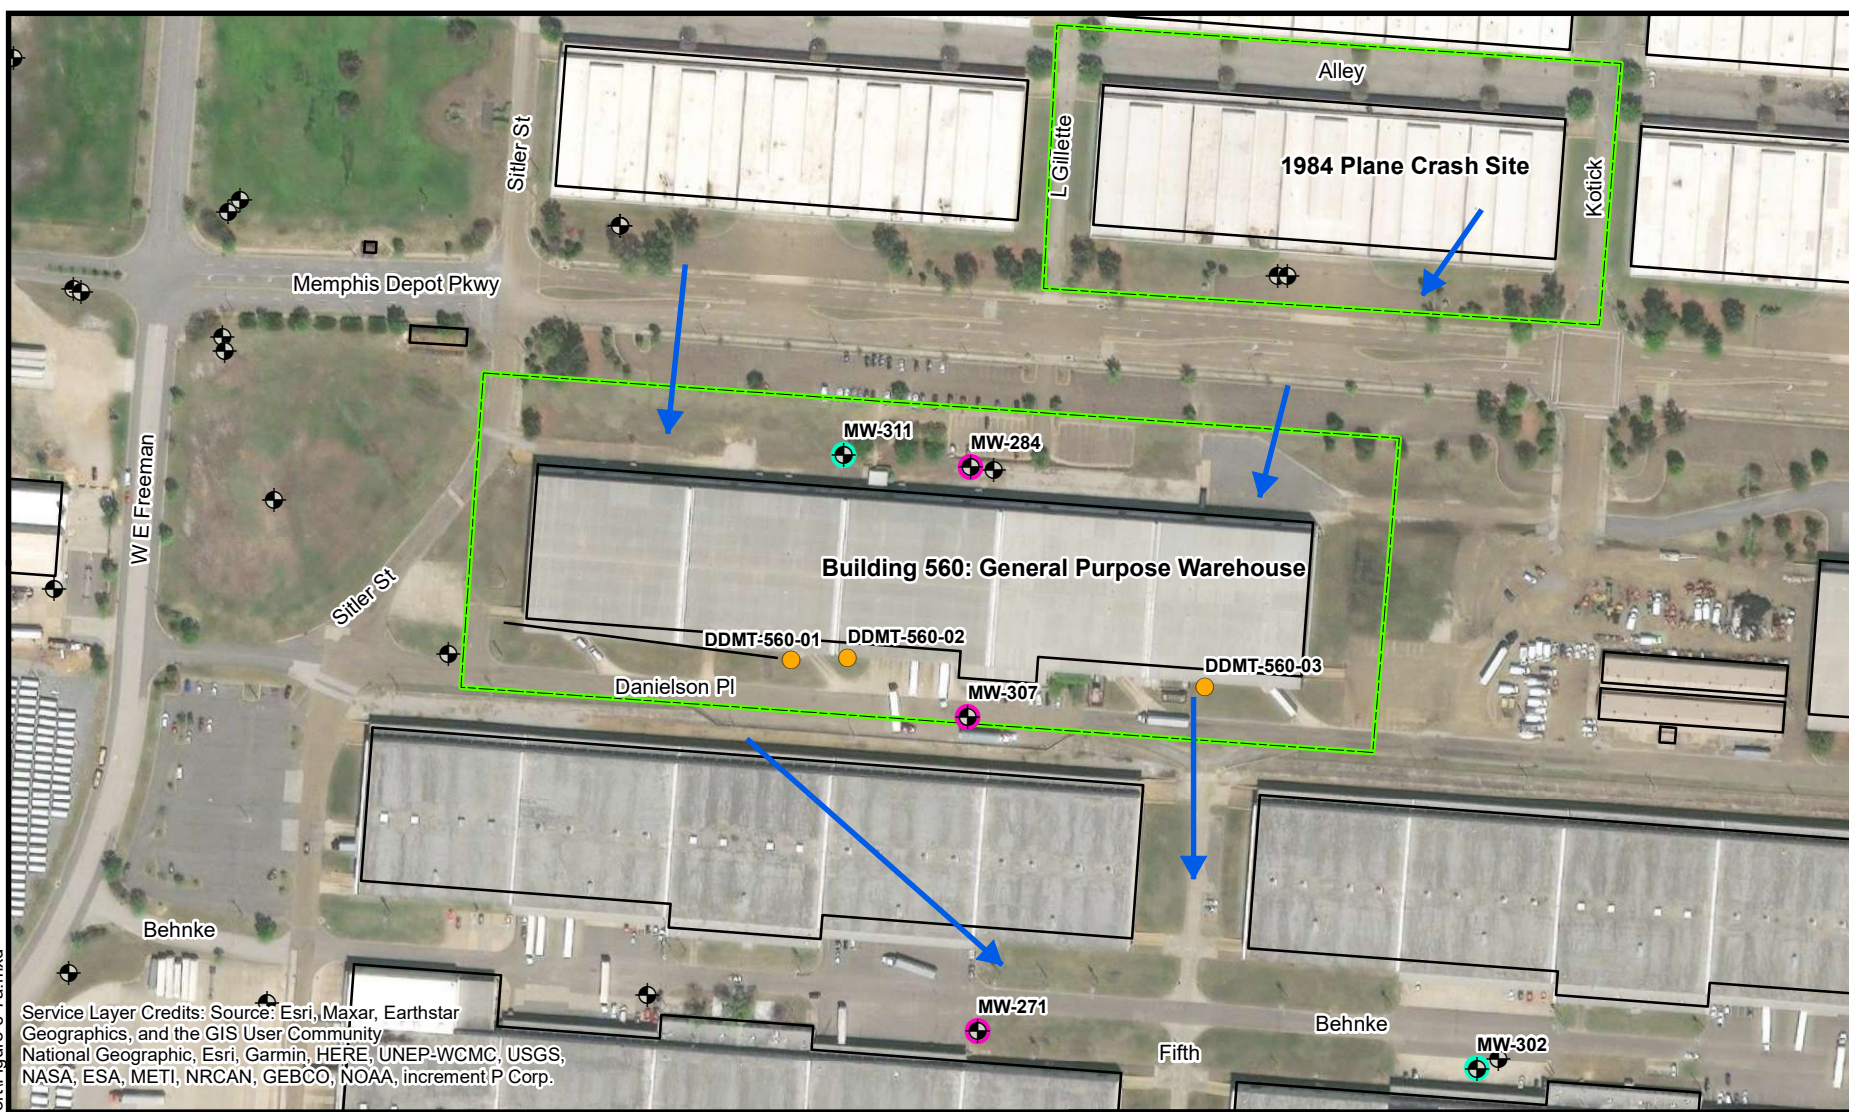 Alley
Sitler St
L Gillette
1984 Plane Crash Site
Kotick
Memphis Depot Pkwy
MW-311
MW-284
W E Freeman
Building 560: General Purpose Warehouse
Sitler St
DDMT-560-01
DDMT-560-02
DDMT-560-03
Danielson Pl
MW-307
Behnke
MW-271
Behnke
Fifth
MW-302
Service Layer Credits: Source: Esri, Maxar, Earthstar
Geographics, and the GIS User Community
National Geographic, Esri, Garmin, HERE, UNEP-WCMC, USGS,
NASA, ESA, METI, NRCAN, GEBCO, NOAA, increment P Corp.